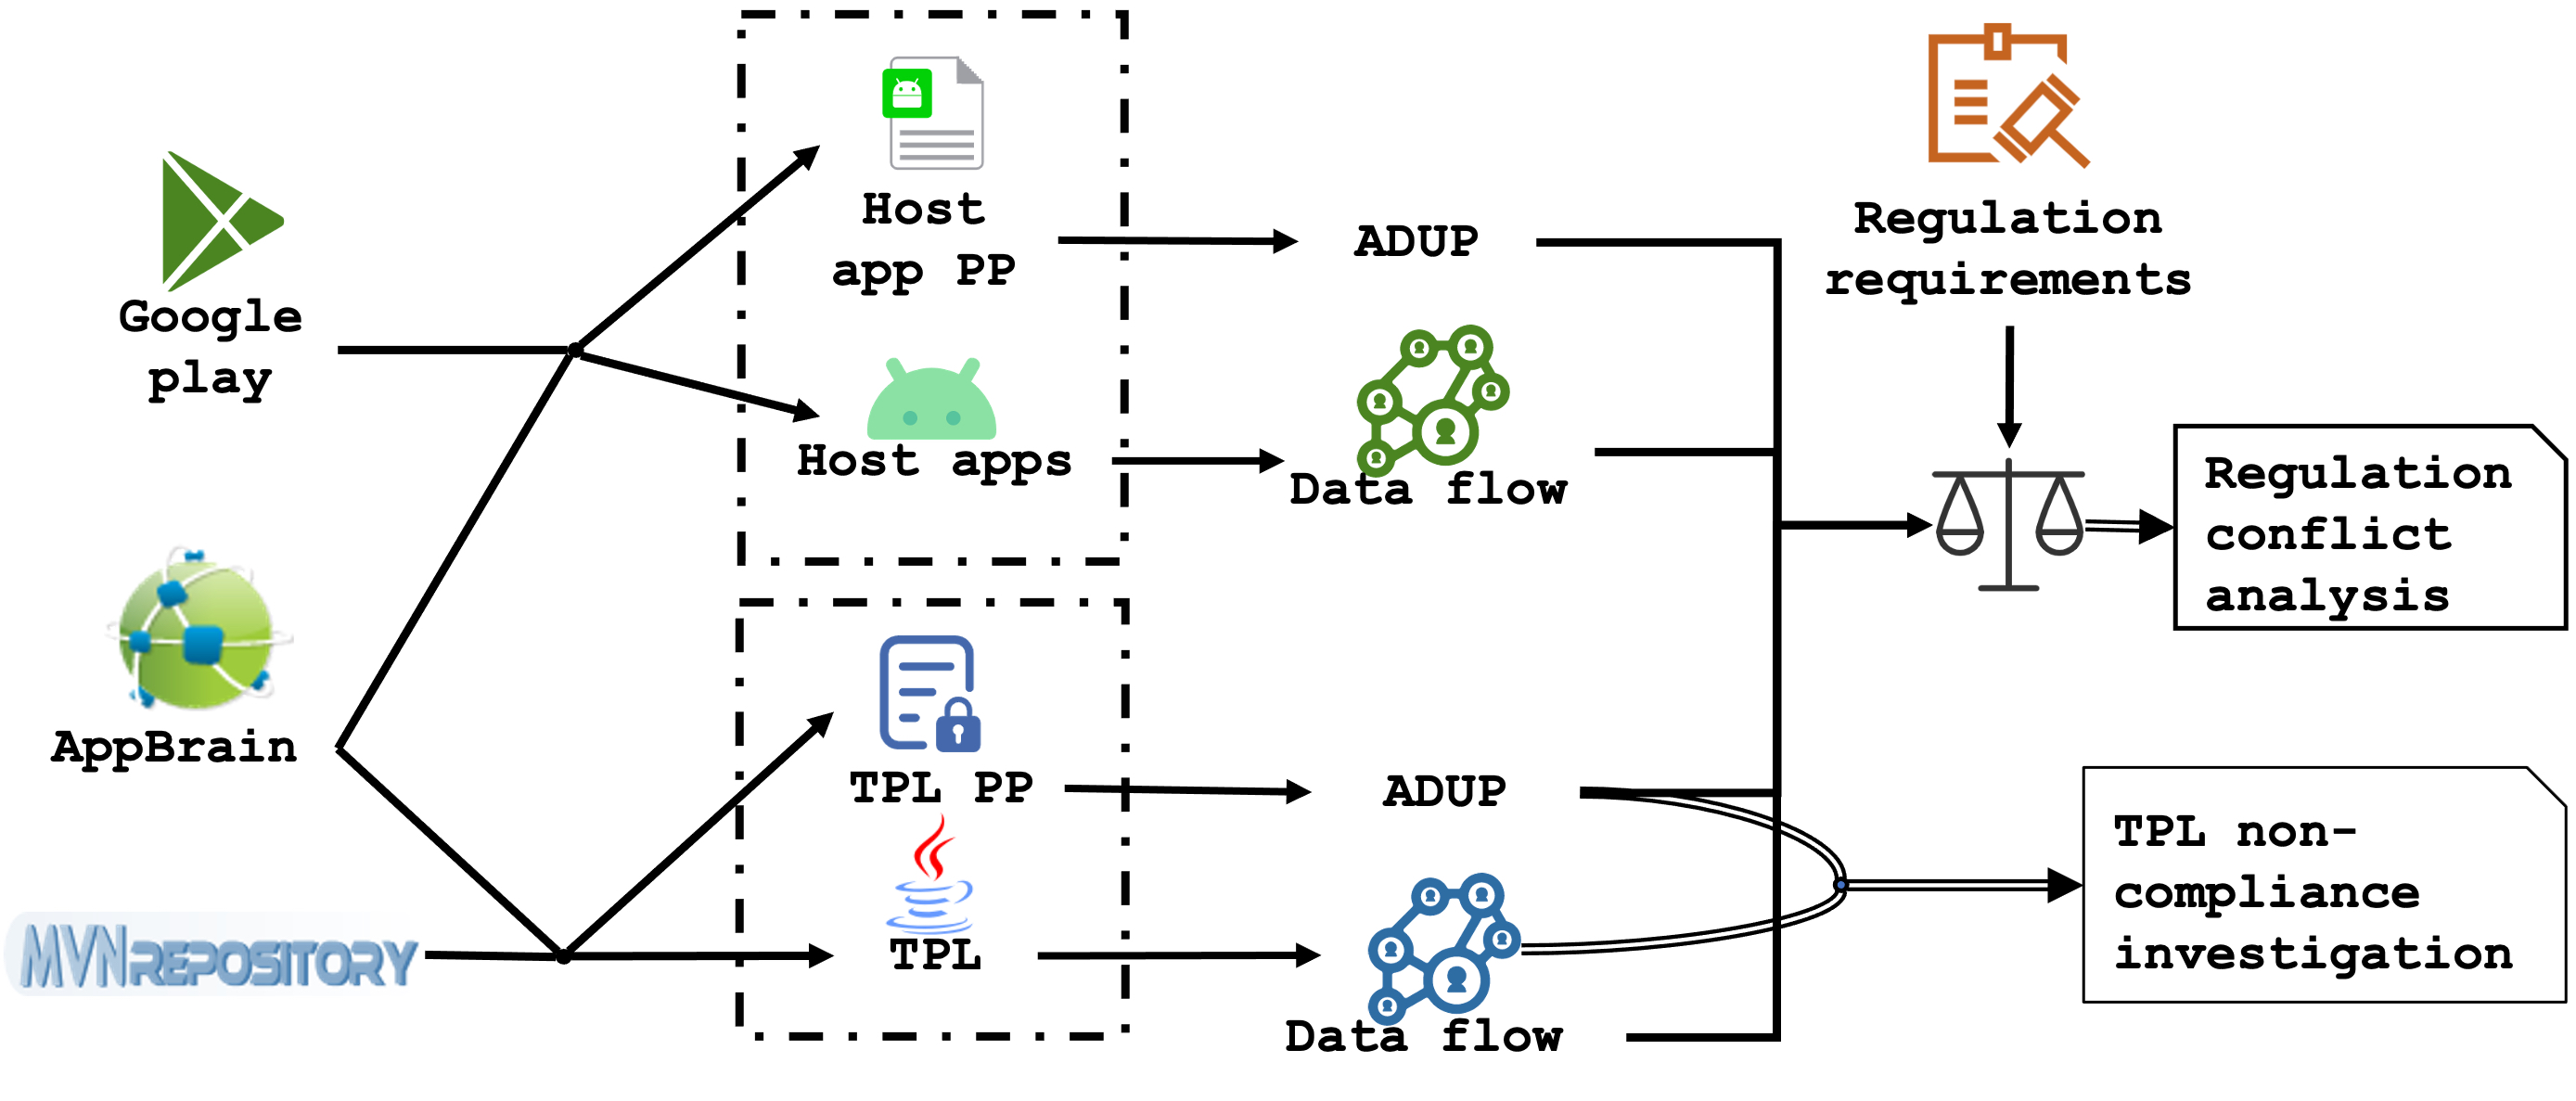 Google
play
AppBrain
MVNREPOSITORY
Host
app PP
Host apps
TPL PP
TPL
ADUP
Data flow
ADUP
Data flow
Regulation
requirements
Regulation
conflict
analysis
TPL non-
compliance
investigation